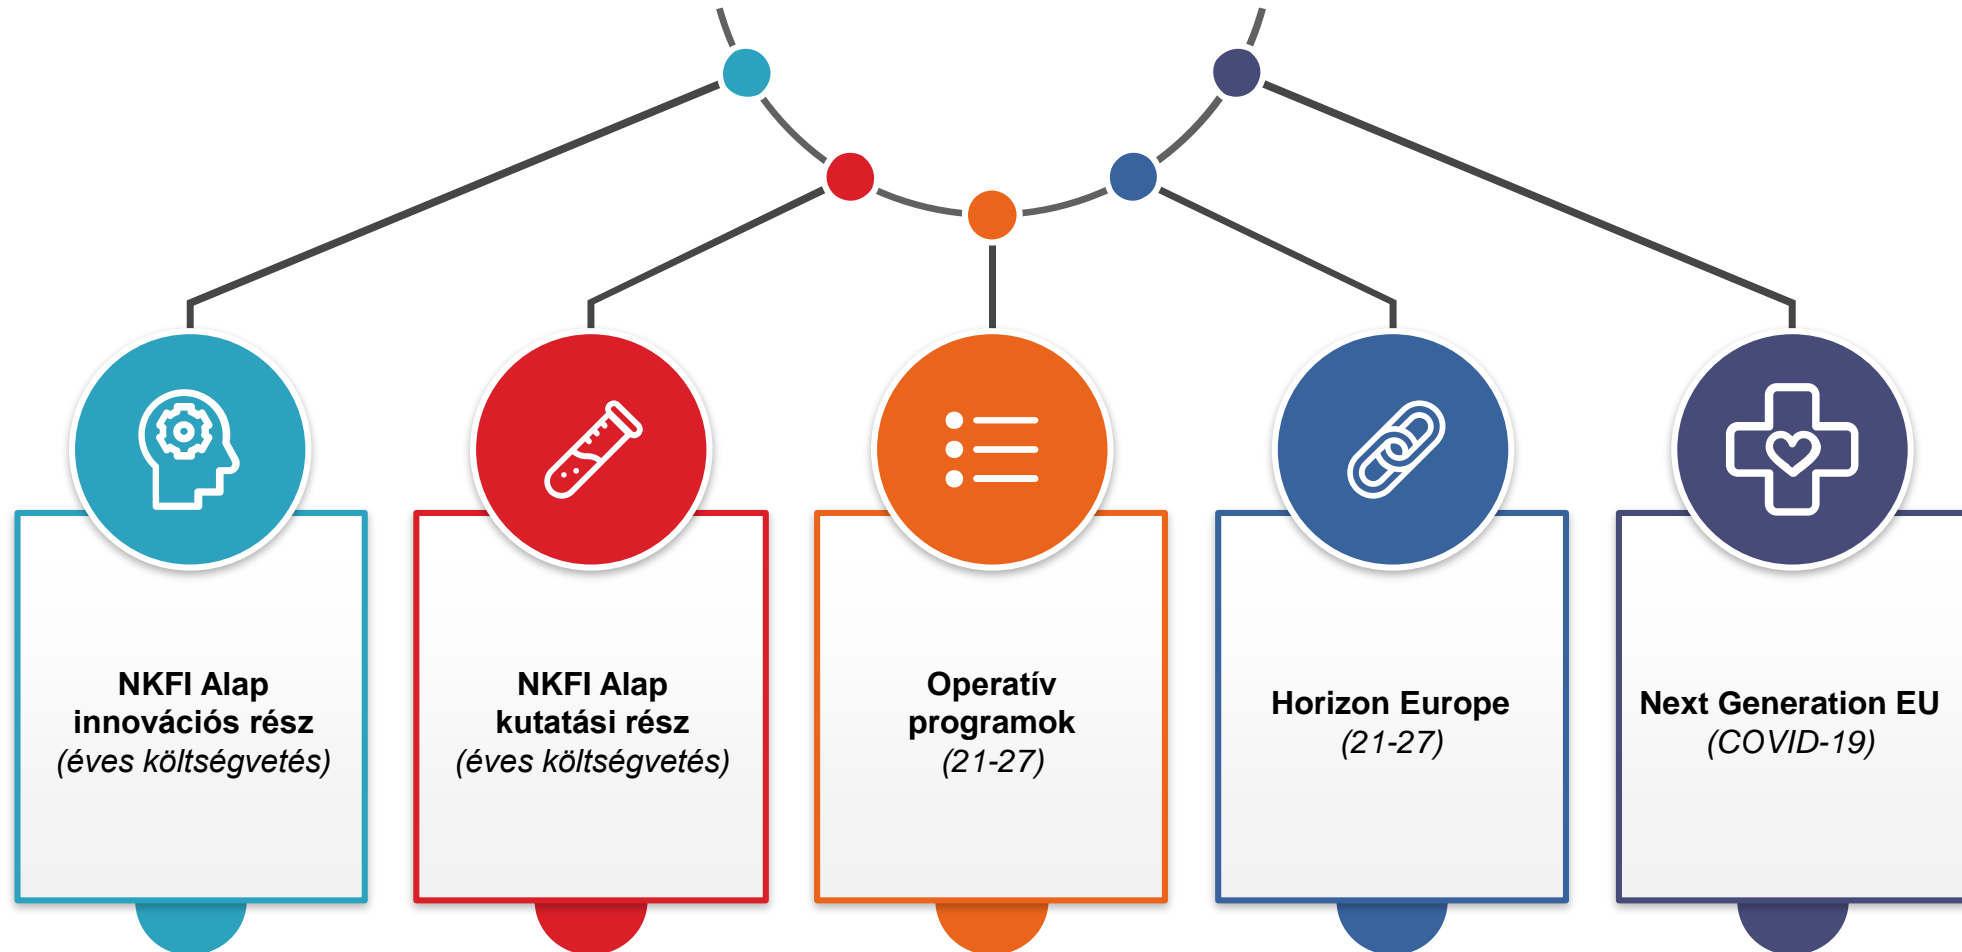 NKFI Alap
innovációs rész
(éves költségvetés)
NKFI Alap
kutatási rész
(éves költségvetés)
Operatív
programok
(21-27)
Horizon Europe
(21-27)
Next Generation EU
(COVID-19)